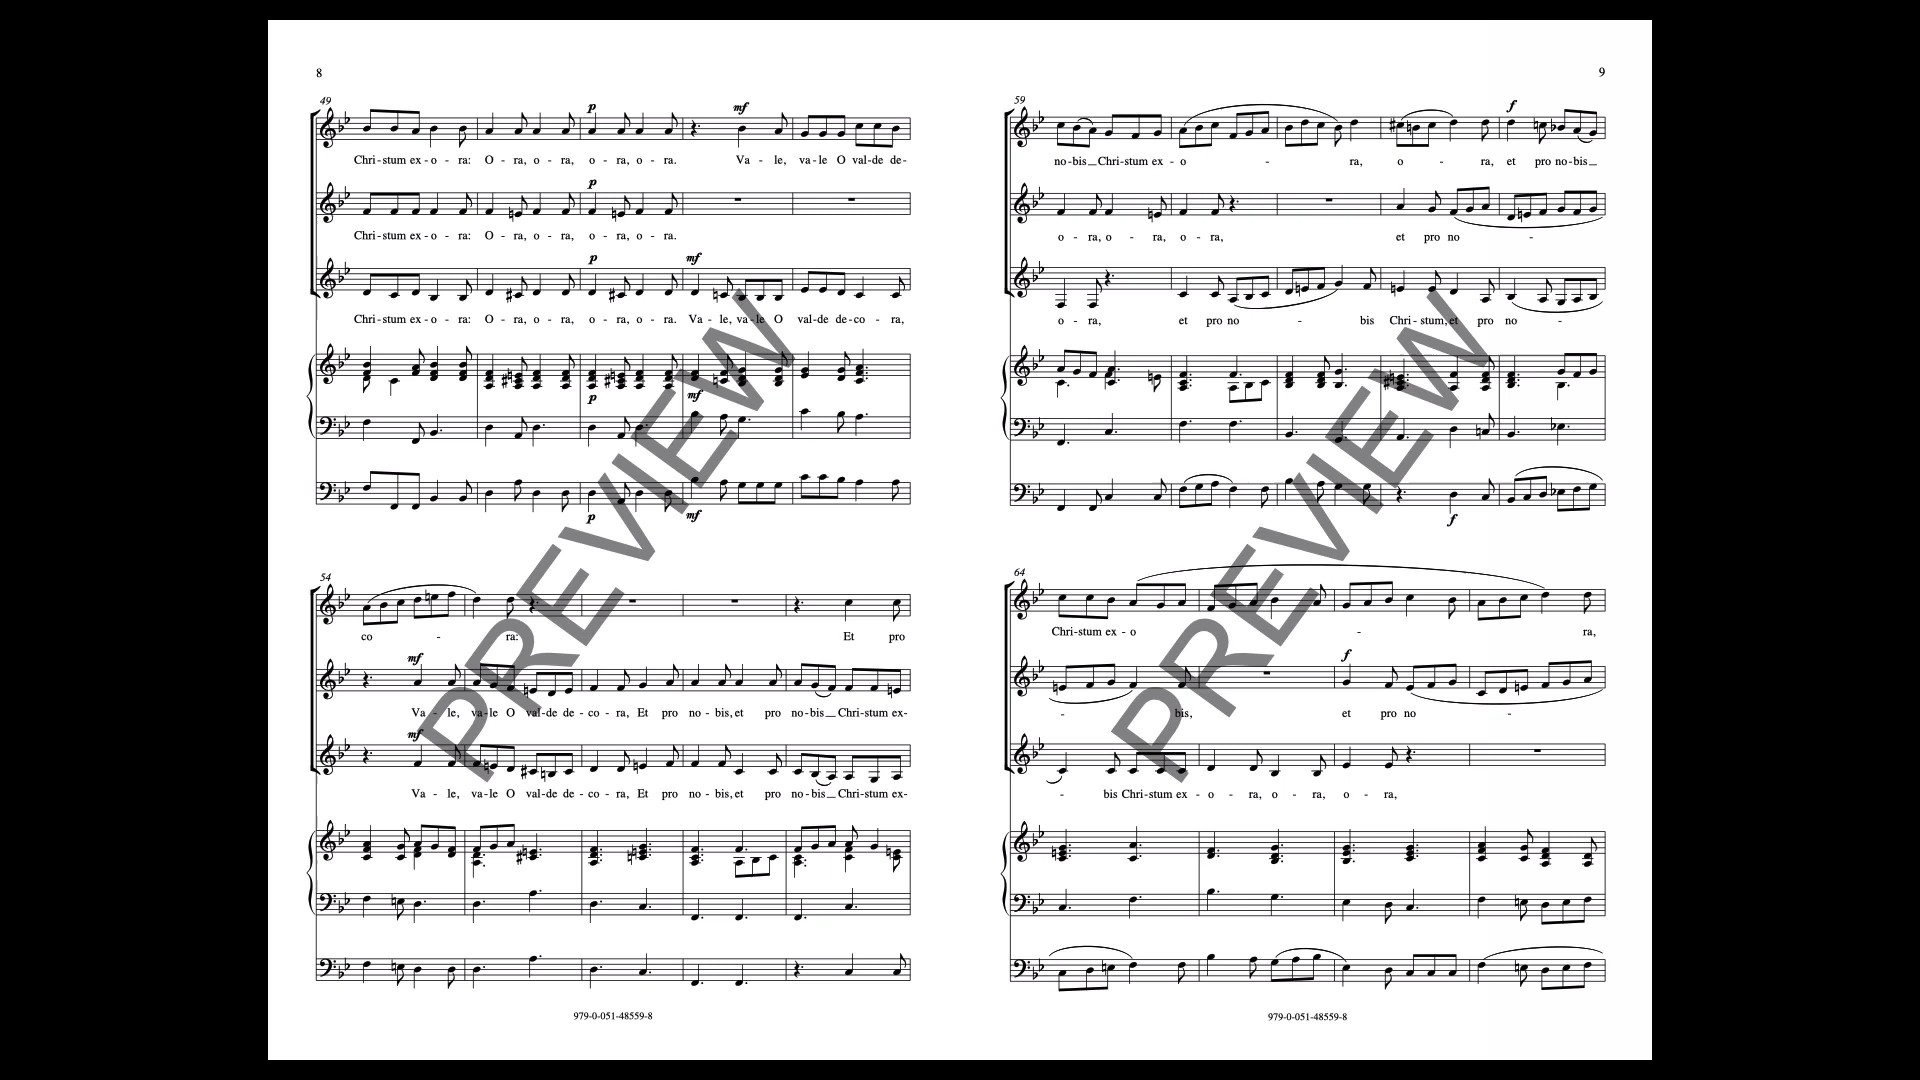 8
49
p
mf
Chri-stum ex-o-ra: O-ra, o-ra, o-ra, o-ra. Va-le, va-le O val-de de-
p
Chri-stum ex-o-ra: O-ra, o-ra, o-ra, o-ra.
p
mf
Chri-stum ex-o-ra: O-ra, o-ra, o-ra, o-ra. Va-le, va-le O val-de de-co-ra,
p
mf
p
mf
54
co - ra:
Et pro
mf
Va-le, va-le O val-de de-co-ra, Et pro no-bis, et pro no-bis Chri-stum ex-
mf
Va-le, va-le O val-de de-co-ra, Et pro no-bis, et pro no-bis Chri-stum ex-
979-0-051-48559-8
PREVIEW
9
59
f
no-bis Chri-stum ex-o - ra, o - ra, et pro no-bis
o-ra, o-ra, o-ra, et pro no -
o-ra, et pro no - bis Chri-stum, et pro no -
f
64
Chri-stum ex-o - ra,
f
- bis, et pro no -
- bis Chri-stum ex-o-ra, o-ra, o-ra,
979-0-051-48559-8
PREVIEW